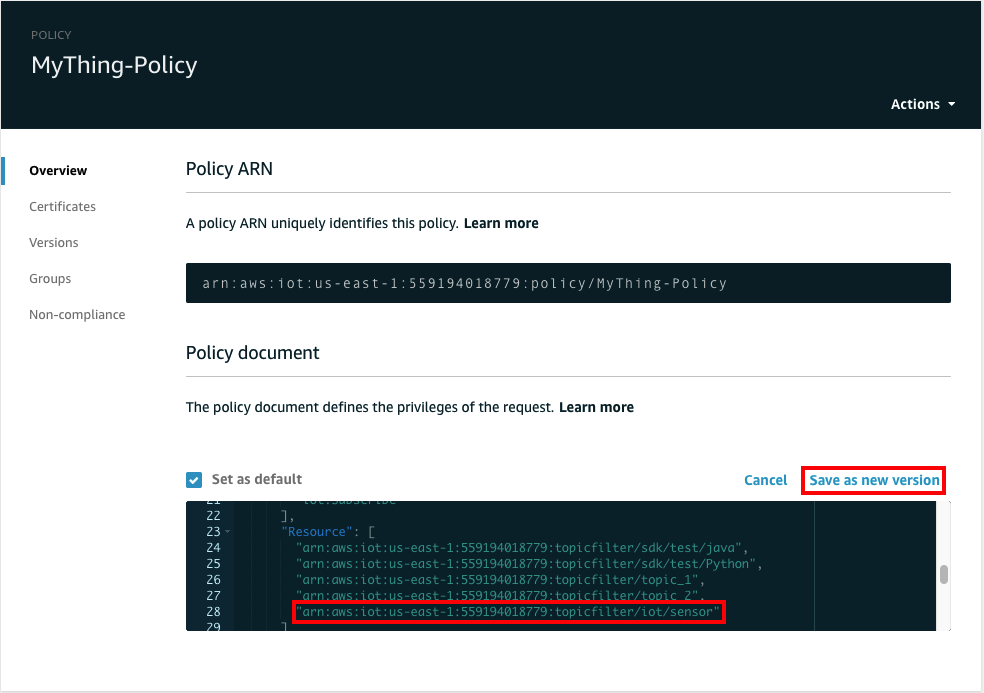 POLICY
MyThing-Policy
Actions
Overview
Certificates
Versions
Groups
Non-compliance
Policy ARN
A policy ARN uniquely identifies this policy. Learn more
arn:aws:iot:us-east-1:559194018779:policy/MyThing-Policy
Policy document
The policy document defines the privileges of the request. Learn more
Set as default
Cancel
Save as new version
21 "iot:Subscribe"
22 ],
23 "Resource": [
24 "arn:aws:iot:us-east-1:559194018779:topicfilter/sdk/test/java",
25 "arn:aws:iot:us-east-1:559194018779:topicfilter/sdk/test/Python",
26 "arn:aws:iot:us-east-1:559194018779:topicfilter/topic_1",
27 "arn:aws:iot:us-east-1:559194018779:topicfilter/topic_2",
28 "arn:aws:iot:us-east-1:559194018779:topicfilter/iot/sensor"
29 ]